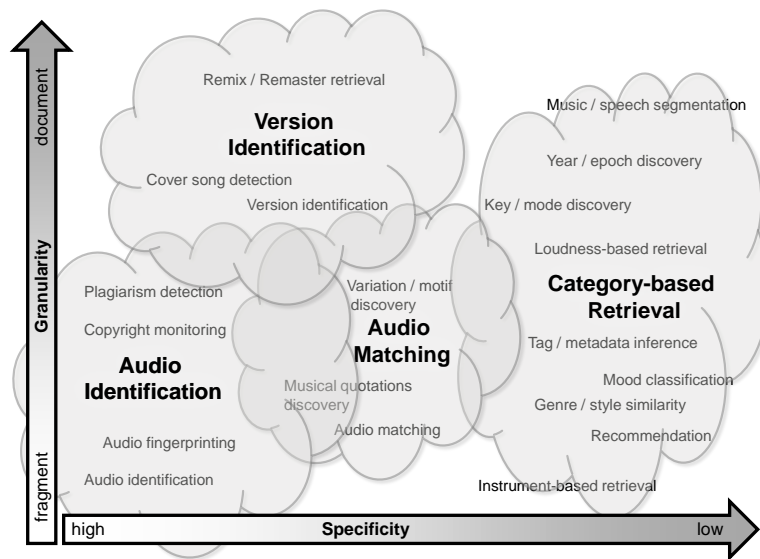 document
Granularity
fragment
Remix / Remaster retrieval
Version
Identification
Cover song detection
Version identification
Music / speech segmentation
Year / epoch discovery
Key / mode discovery
Loudness-based retrieval
Category-based
Retrieval
Tag / metadata inference
Mood classification
Genre / style similarity
Recommendation
Instrument-based retrieval
Plagiarism detection
Copyright monitoring
Audio
Identification
Audio fingerprinting
Audio identification
Variation / motif
discovery
Audio
Matching
Musical quotations
discovery
Audio matching
high
Specificity
low